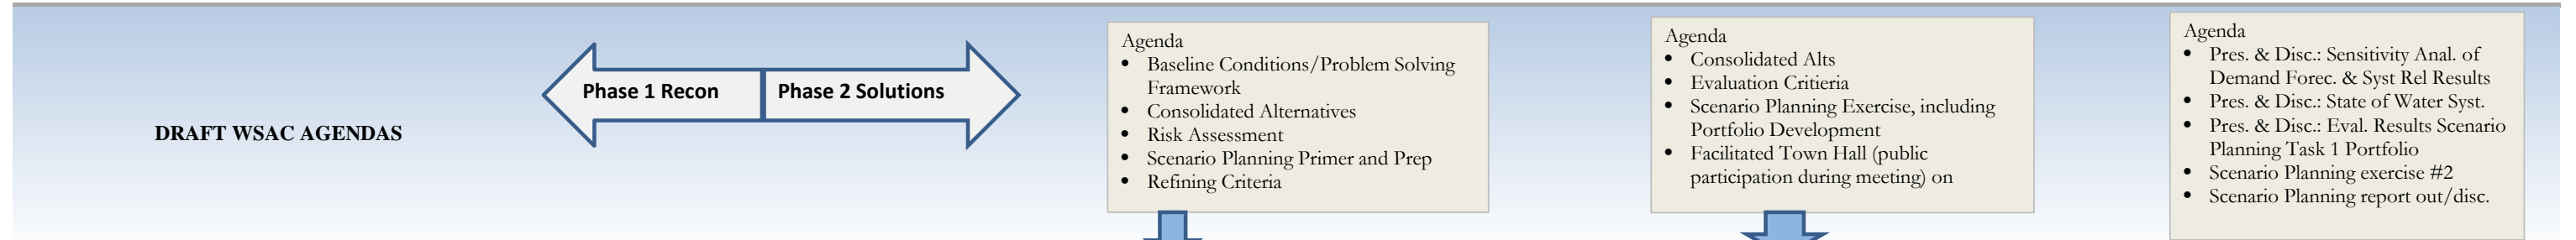 DRAFT WSAC AGENDAS
Phase 1 Recon
Phase 2 Solutions
Agenda
• Baseline Conditions/Problem Solving
Framework
• Consolidated Alternatives
• Risk Assessment
• Scenario Planning Primer and Prep
• Refining Criteria
Agenda
• Consolidated Alts
• Evaluation Critieria
• Scenario Planning Exercise, including
Portfolio Development
• Facilitated Town Hall (public
participation during meeting) on
Agenda
• Pres. & Disc.: Sensitivity Anal. of
Demand Forec. & Syst Rel Results
• Pres. & Disc.: State of Water Syst.
• Pres. & Disc.: Eval. Results Scenario
Planning Task 1 Portfolio
• Scenario Planning exercise #2
• Scenario Planning report out/disc.